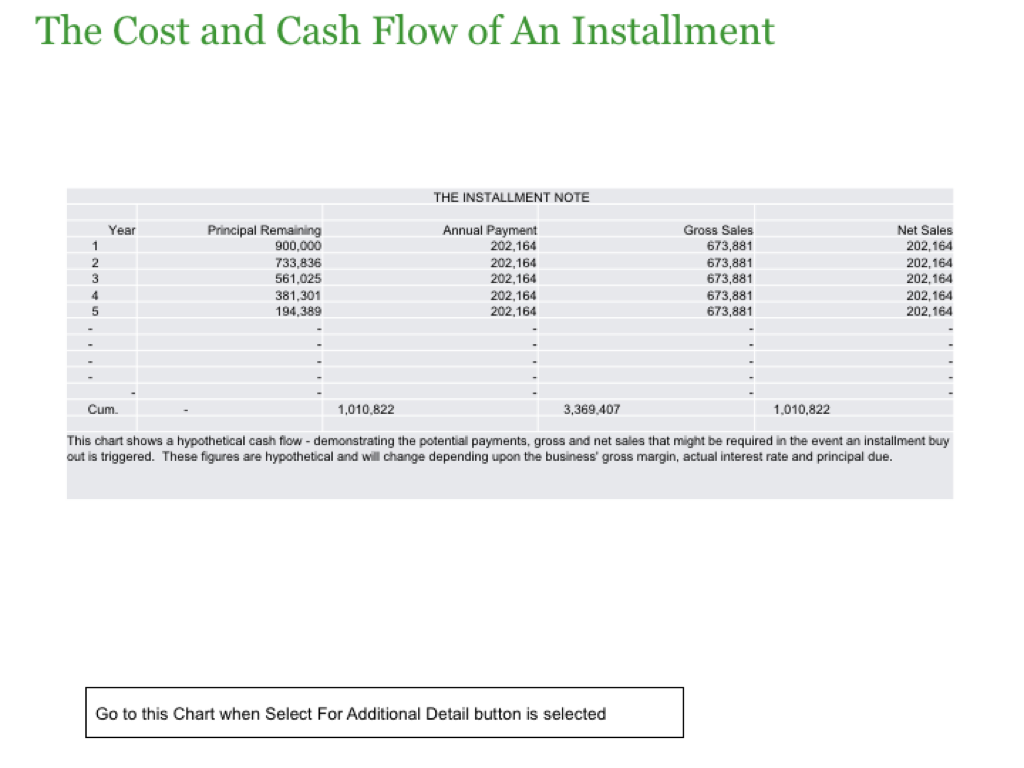 The Cost and Cash Flow of An Installment
THE INSTALLMENT NOTE
Year Principal Remaining Annual Payment Gross Sales Net Sales
1 900,000 202,164 673,881 202,164
2 733,836 202,164 673,881 202,164
3 561,025 202,164 673,881 202,164
4 381,301 202,164 673,881 202,164
5 194,389 202,164 673,881 202,164
- - - - -
- - - - -
- - - - -
- - - - -
- - - - -
Cum. - 1,010,822 3,369,407 1,010,822
This chart shows a hypothetical cash flow - demonstrating the potential payments, gross and net sales that might be required in the event an installment buy
out is triggered.  These figures are hypothetical and will change depending upon the business' gross margin, actual interest rate and principal due.
Go to this Chart when Select For Additional Detail button is selected